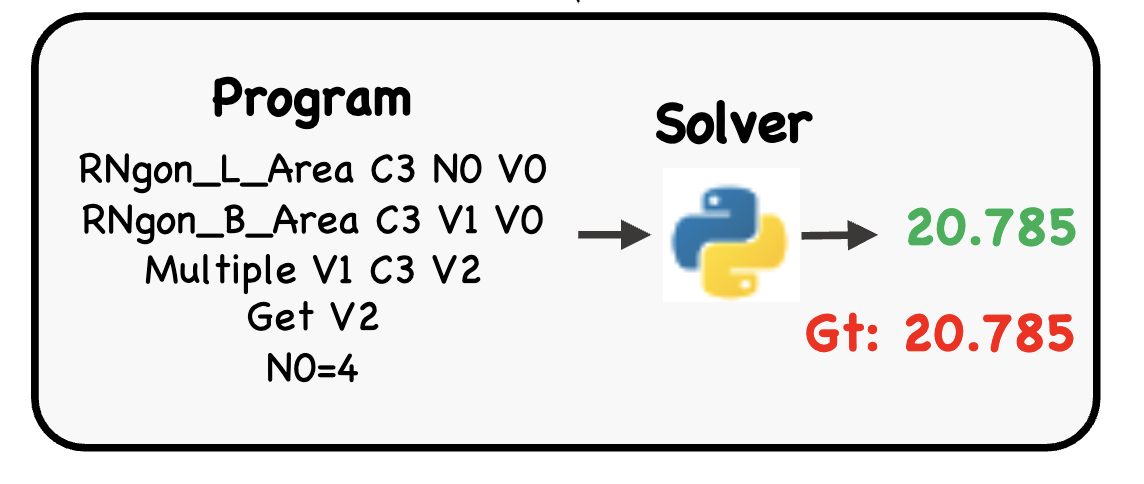 Program
RNgon_L_Area C3 N0 V0
RNgon_B_Area C3 V1 V0
Multiple V1 C3 V2
Get V2
N0=4
Solver
20.785
Gt: 20.785